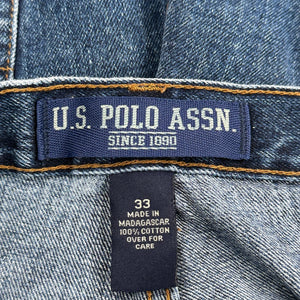 U.S. POLO ASSN.
SINCE 1890
33
MADE IN
MADAGASCAR
100% COTTON
OVER FOR
CARE